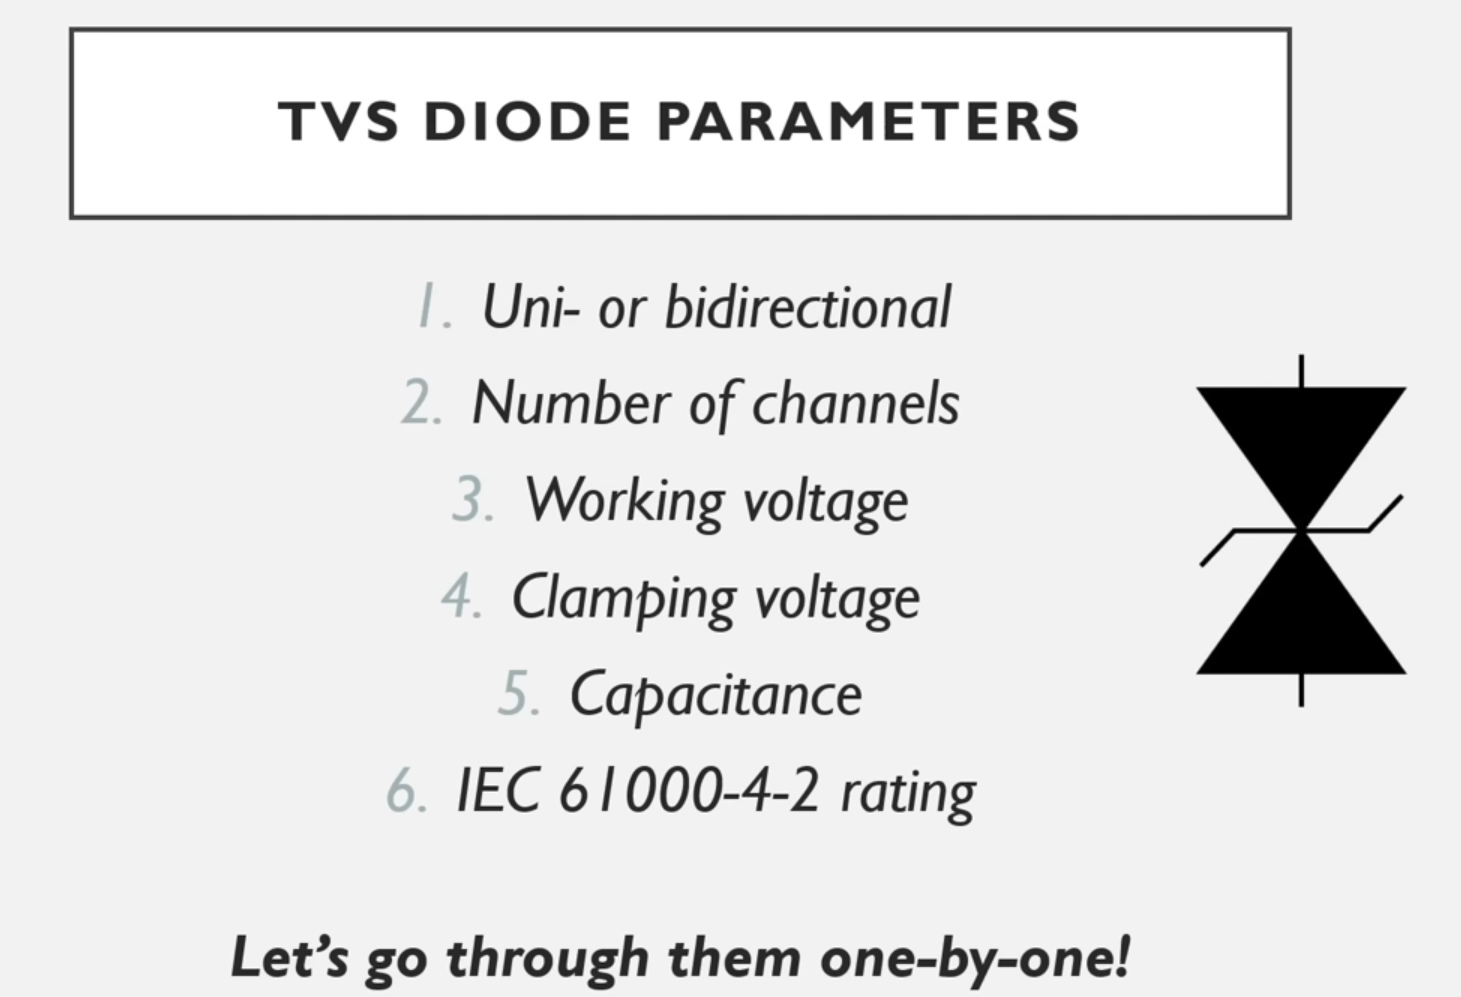 TVS DIODE PARAMETERS
1. Uni- or bidirectional
2. Number of channels
3. Working voltage
4. Clamping voltage
5. Capacitance
6. IEC 61000-4-2 rating
Let’s go through them one-by-one!